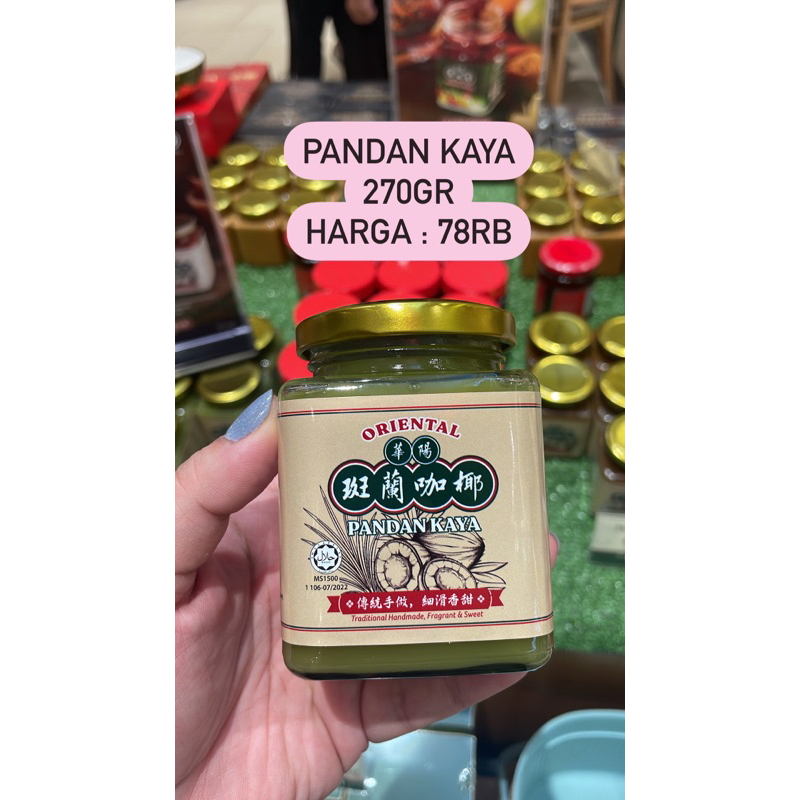 PANDAN KAYA
270GR
HARGA : 78RB
ORIENTAL
華陽
斑蘭咖椰
PANDAN KAYA
MS1500
1 106-07/2022
傳統手做，細滑香甜
Traditional Handmade, Fragrant & Sweet